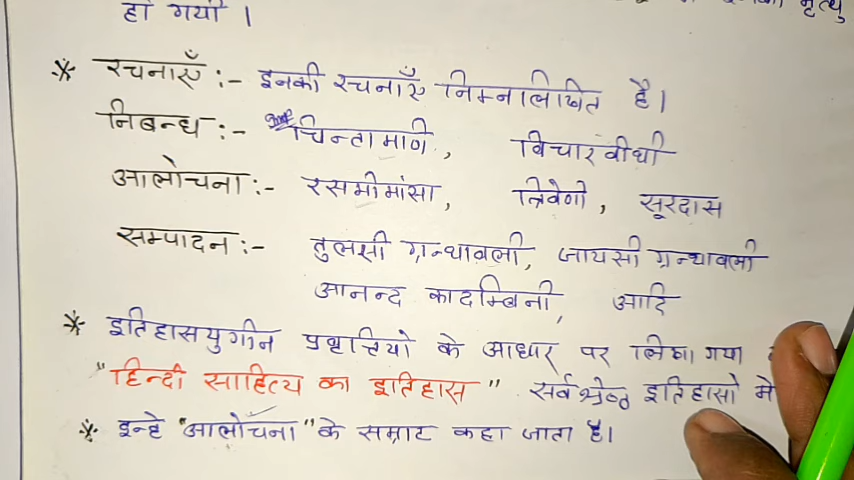 हो गयी । मृत्यु
* रचनाएँ :- इनकी रचनाएँ निम्नलिखित है।
निबन्ध :- चिन्तामणि, विचारवीथी
आलोचना :- रसमीमांसा, त्रिवेणी, सूरदास
सम्पादन :- तुलसी ग्रन्थावली, जायसी ग्रन्थावली
आनन्द कादम्बिनी, आदि
* इतिहासयुगीन प्रवृत्तियो के आधार पर लिखा गया
"हिन्दी साहित्य का इतिहास" सर्वश्रेष्ठ इतिहासो मे
* इन्हे "आलोचना" के सम्राट कहा जाता है।